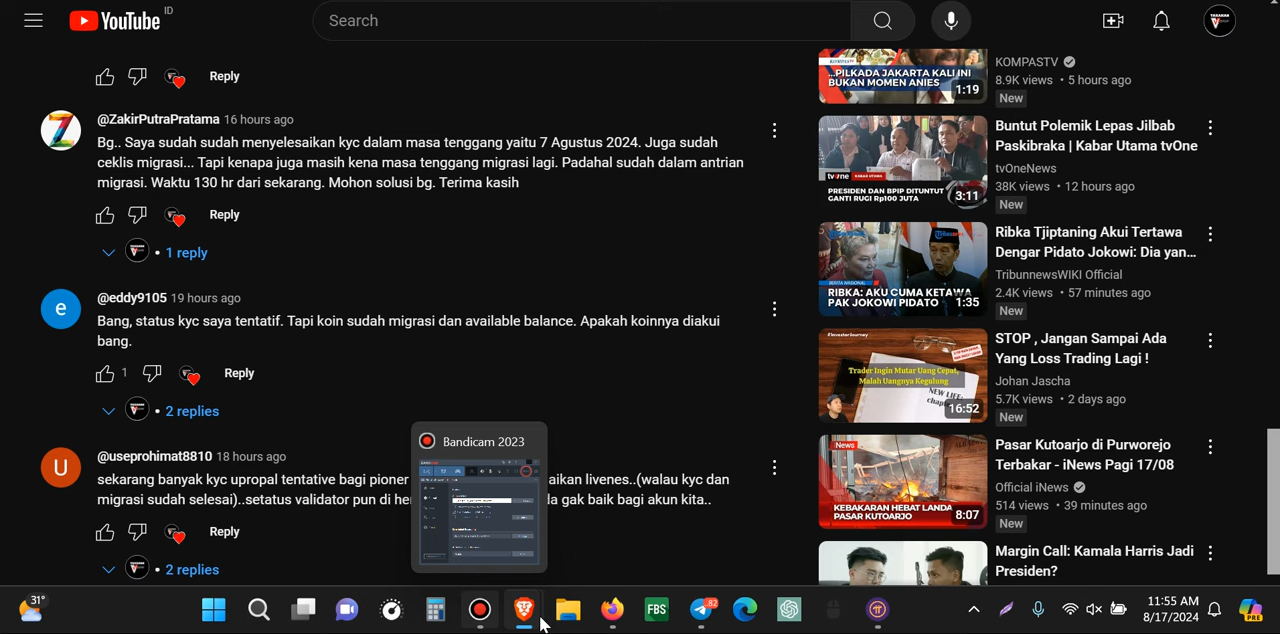 YouTube ID
Search
Reply
@ZakirPutraPratama 16 hours ago
Bg.. Saya sudah sudah menyelesaikan kyc dalam masa tenggang yaitu 7 Agustus 2024. Juga sudah
ceklis migrasi... Tapi kenapa juga masih kena masa tenggang migrasi lagi. Padahal sudah dalam antrian
migrasi. Waktu 130 hr dari sekarang. Mohon solusi bg. Terima kasih
Reply
• 1 reply
e
@eddy9105 19 hours ago
Bang, status kyc saya tentatif. Tapi koin sudah migrasi dan available balance. Apakah koinnya diakui
bang.
1 Reply
• 2 replies
U
@useprohimat8810 18 hours ago
sekarang banyak kyc upropal tentative bagi pioner
aikan livenes..(walau kyc dan
migrasi sudah selesai)..setatus validator pun di he
a gak baik bagi akun kita..
Reply
• 2 replies
Bandicam 2023
...PILKADA JAKARTA KALI INI
BUKAN MOMEN ANIES
1:19
KOMPASTV
8.9K views • 5 hours ago
New
PRESIDEN DAN BPIP DITUNTUT
GANTI RUGI Rp100 JUTA
3:11
Buntut Polemik Lepas Jilbab
Paskibraka | Kabar Utama tvOne
tvOneNews
38K views • 12 hours ago
New
RIBKA: AKU CUMA KETAWA
PAK JOKOWI PIDATO
1:35
Ribka Tjiptaning Akui Tertawa
Dengar Pidato Jokowi: Dia yan...
TribunnewsWIKI Official
2.4K views • 57 minutes ago
New
Trader Ingin Mutar Uang Cepat,
Malah Uangnya Kegulung
NEW LIFE:
16:52
STOP , Jangan Sampai Ada
Yang Loss Trading Lagi !
Johan Jascha
5.7K views • 2 days ago
New
News
KEBAKARAN HEBAT LANDA
PASAR KUTOARJO
8:07
Pasar Kutoarjo di Purworejo
Terbakar - iNews Pagi 17/08
Official iNews
514 views • 39 minutes ago
New
Margin Call: Kamala Harris Jadi
Presiden?
31°
FBS
82
11:55 AM
8/17/2024
PRE